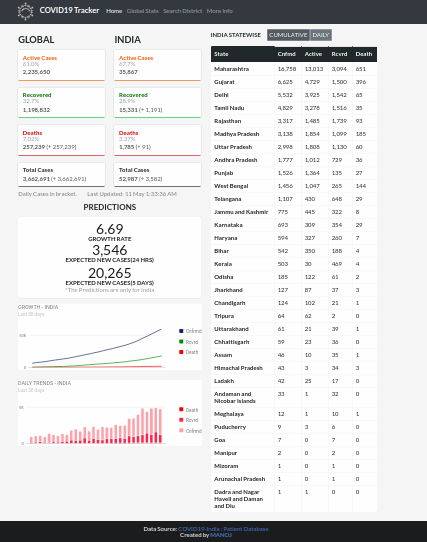 COVID19 Tracker Home Global Stats Search District More Info
GLOBAL
Active Cases
61.0%
2,235,650
Recovered
32.7%
1,198,832
Deaths
7.02%
257,239 (+ 257,239)
Total Cases
3,662,691 (+ 3,662,691)
INDIA
Active Cases
67.7%
35,867
Recovered
28.9%
15,331 (+ 1,191)
Deaths
3.37%
1,785 (+ 91)
Total Cases
52,987 (+ 3,582)
Daily Cases in bracket. Last Updated: 11 May 1:33:36 AM
PREDICTIONS
6.69
GROWTH RATE
3,546
EXPECTED NEW CASES(24 HRS)
20,265
EXPECTED NEW CASES(5 DAYS)
*The Predictions are only for India
GROWTH - INDIA
Last 30 days
0
Cnfrmd
Rcvrd
Death
DAILY TRENDS - INDIA
Last 30 days
0
Death
Rcvrd
Cnfrmd
INDIA STATEWISE CUMULATIVE DAILY
State Cnfrmd Active Rcvrd Death
Maharashtra 16,758 13,013 3,094 651
Gujarat 6,625 4,729 1,500 396
Delhi 5,532 3,925 1,542 65
Tamil Nadu 4,829 3,278 1,516 35
Rajasthan 3,317 1,485 1,739 93
Madhya Pradesh 3,138 1,854 1,099 185
Uttar Pradesh 2,998 1,808 1,130 60
Andhra Pradesh 1,777 1,012 729 36
Punjab 1,526 1,364 135 27
West Bengal 1,456 1,047 265 144
Telangana 1,107 430 648 29
Jammu and Kashmir 775 445 322 8
Karnataka 693 309 354 29
Haryana 594 327 260 7
Bihar 542 350 188 4
Kerala 503 30 469 4
Odisha 185 122 61 2
Jharkhand 127 87 37 3
Chandigarh 124 102 21 1
Tripura 64 62 2 0
Uttarakhand 61 21 39 1
Chhattisgarh 59 23 36 0
Assam 46 10 35 1
Himachal Pradesh 43 3 34 3
Ladakh 42 25 17 0
Andaman and 33 1 32 0
Nicobar Islands
Meghalaya 12 1 10 1
Puducherry 9 3 6 0
Goa 7 0 7 0
Manipur 2 0 2 0
Mizoram 1 0 1 0
Arunachal Pradesh 1 0 1 0
Dadra and Nagar 1 1 0 0
Haveli and Daman
and Diu
Data Source: COVID19-India : Patient Database
Created by MANOJ